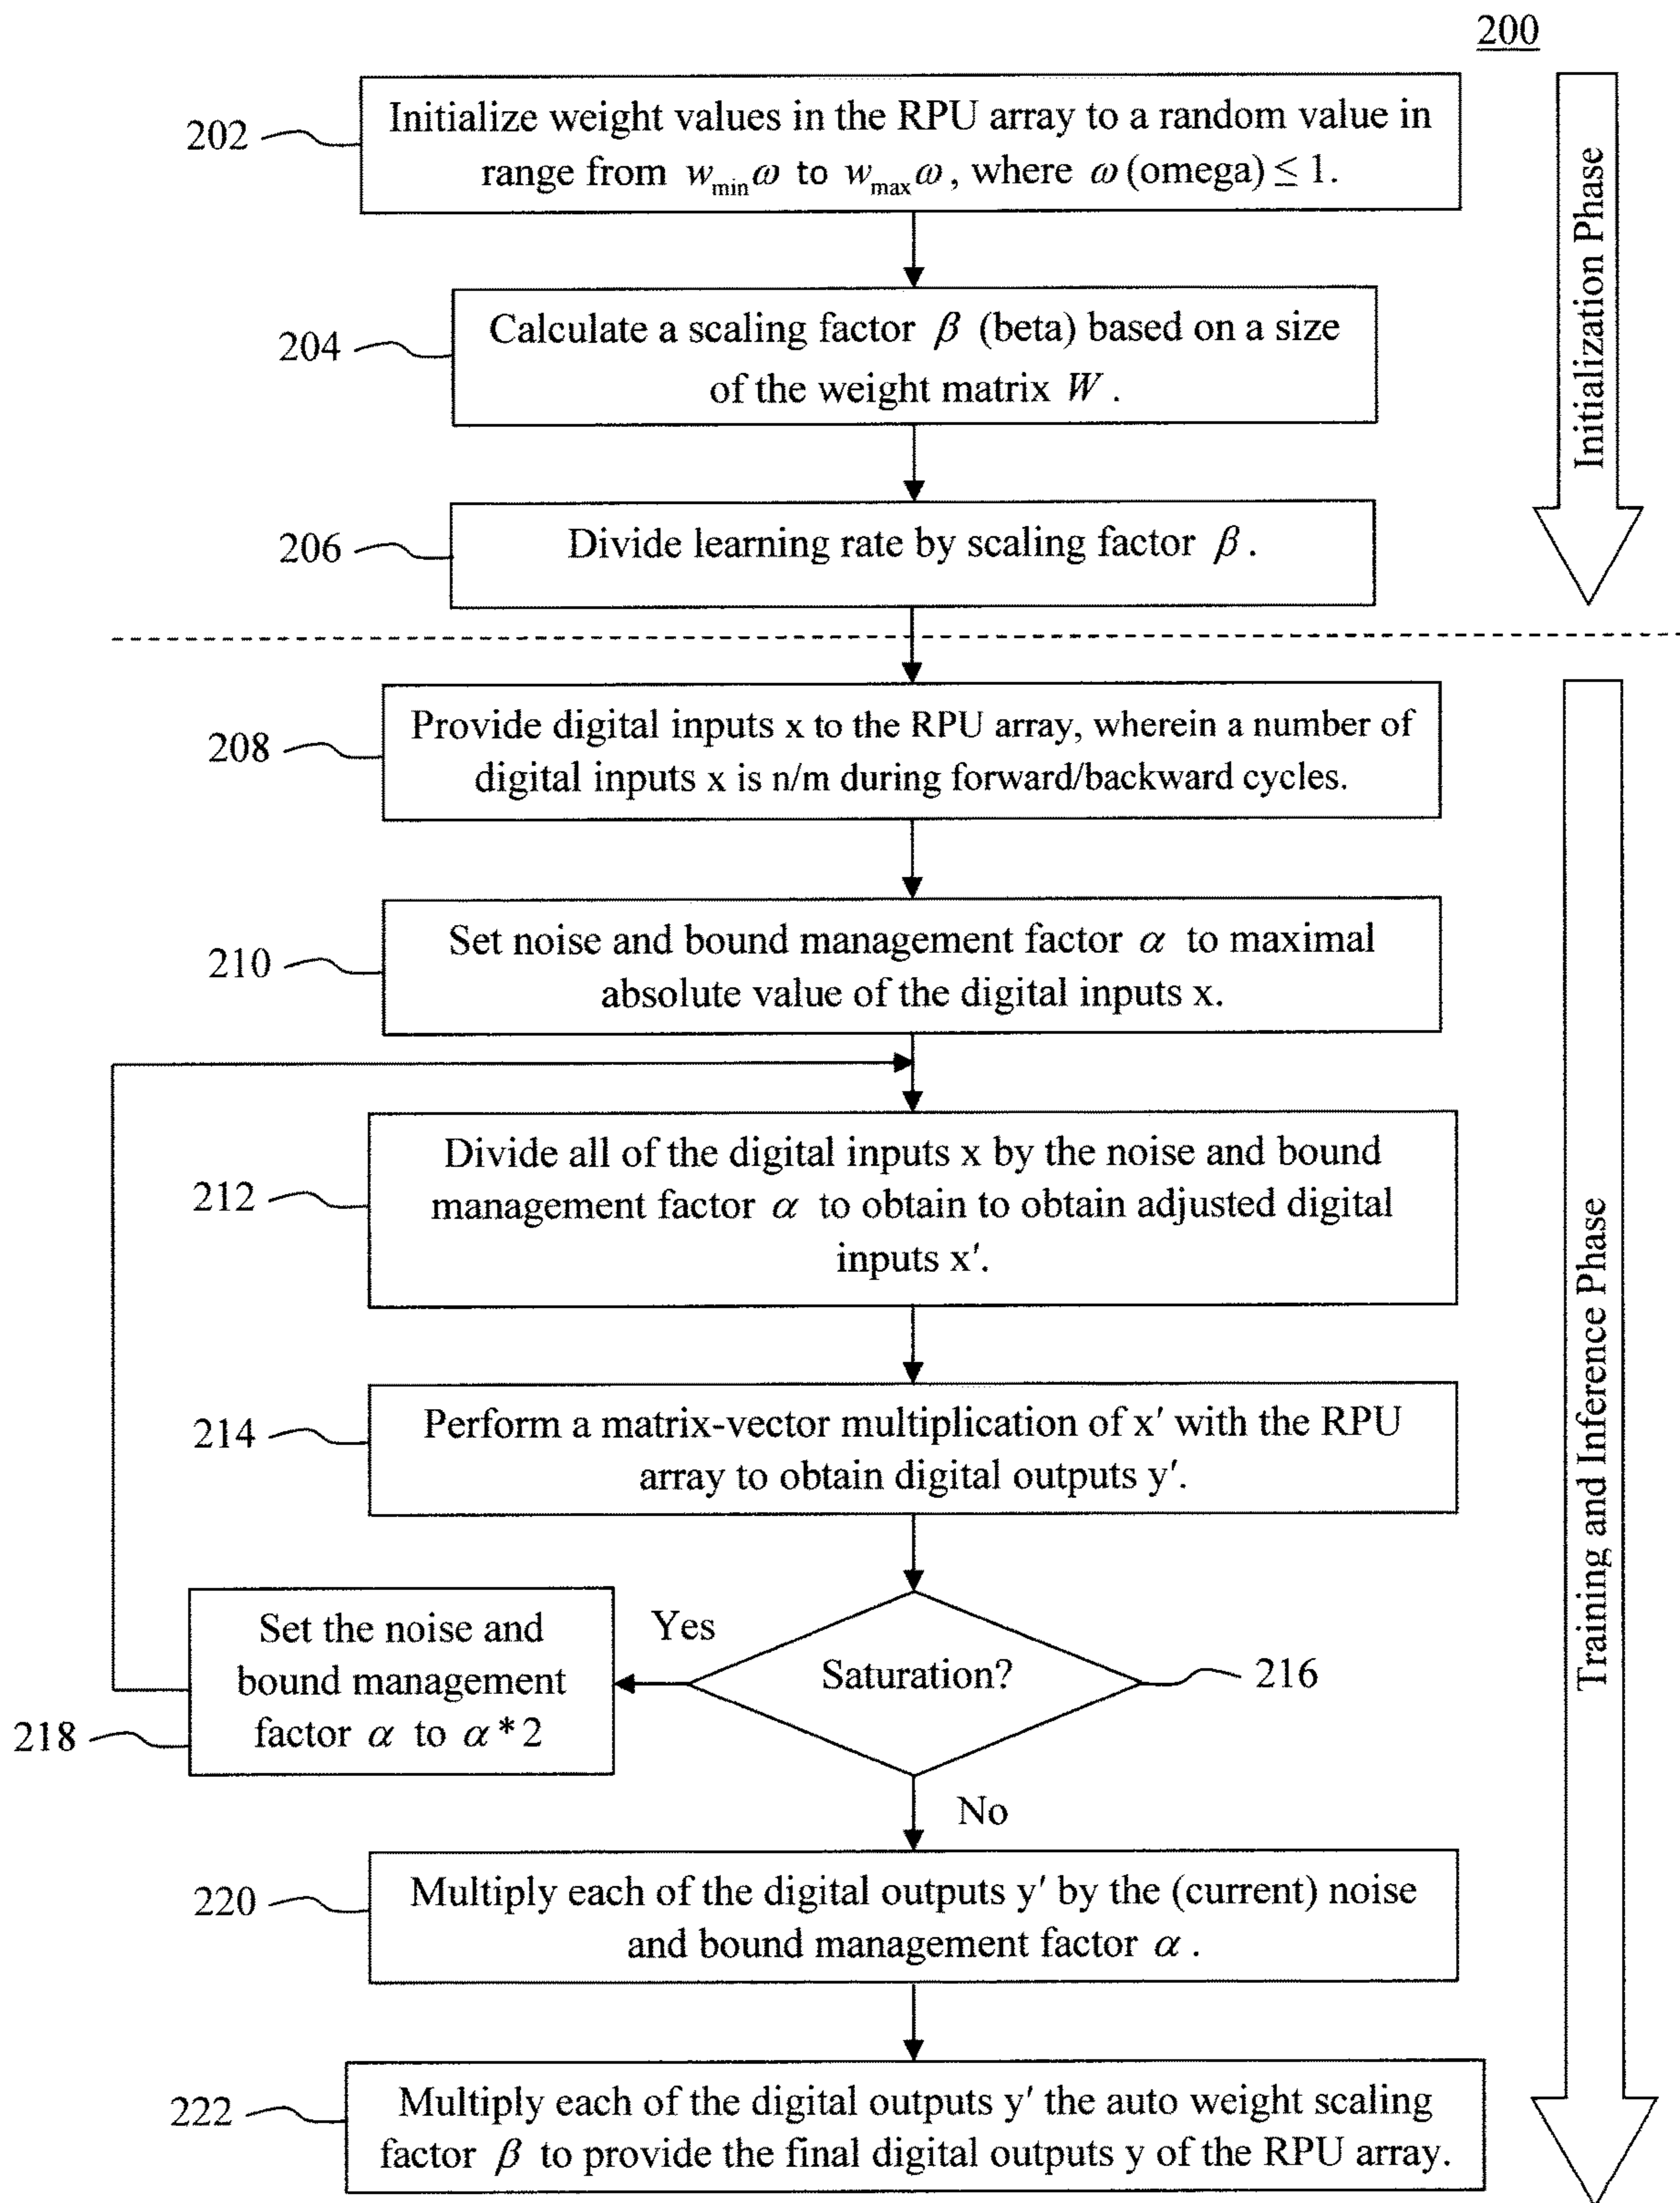 200
202
Initialize weight values in the RPU array to a random value in
range from w_min ω to w_max ω, where ω (omega) ≤ 1.
204
Calculate a scaling factor β (beta) based on a size
of the weight matrix W .
206
Divide learning rate by scaling factor β .
Initialization Phase
208
Provide digital inputs x to the RPU array, wherein a number of
digital inputs x is n/m during forward/backward cycles.
210
Set noise and bound management factor α to maximal
absolute value of the digital inputs x.
212
Divide all of the digital inputs x by the noise and bound
management factor α to obtain to obtain adjusted digital
inputs x′.
214
Perform a matrix-vector multiplication of x′ with the RPU
array to obtain digital outputs y′.
Saturation?
216
Yes
218
Set the noise and
bound management
factor α to α * 2
No
220
Multiply each of the digital outputs y′ by the (current) noise
and bound management factor α .
222
Multiply each of the digital outputs y′ the auto weight scaling
factor β to provide the final digital outputs y of the RPU array.
Training and Inference Phase